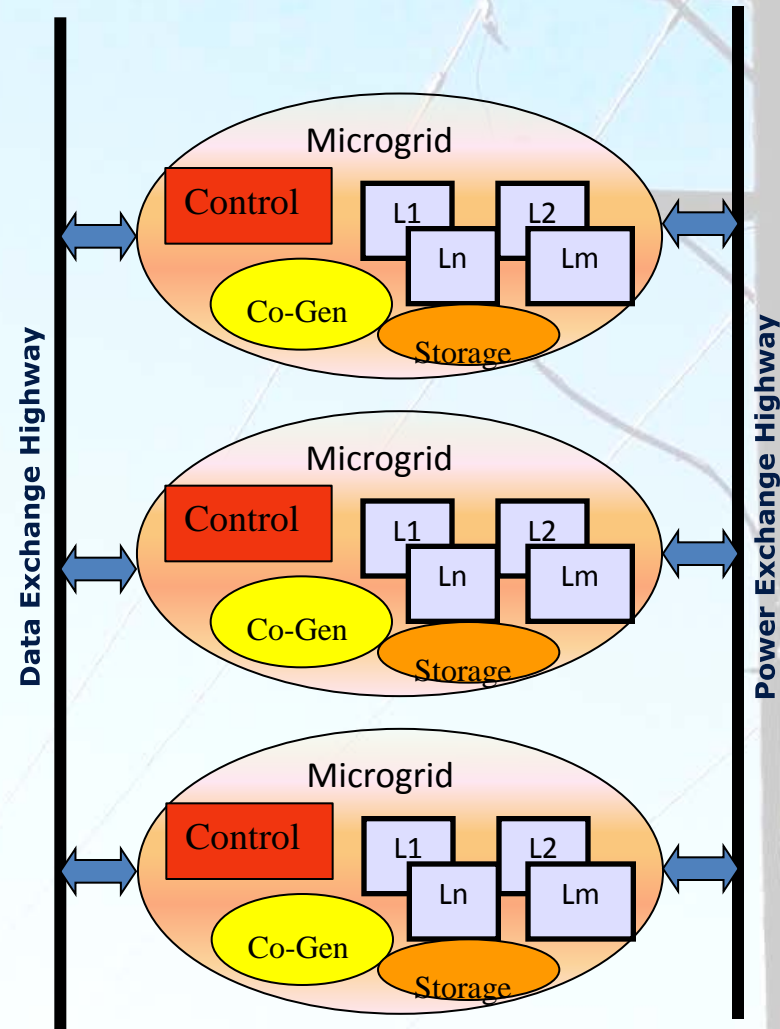 Data Exchange Highway
Microgrid
Control
L1
L2
Ln
Lm
Co-Gen
Storage
Microgrid
Control
L1
L2
Ln
Lm
Co-Gen
Storage
Microgrid
Control
L1
L2
Ln
Lm
Co-Gen
Storage
Power Exchange Highway